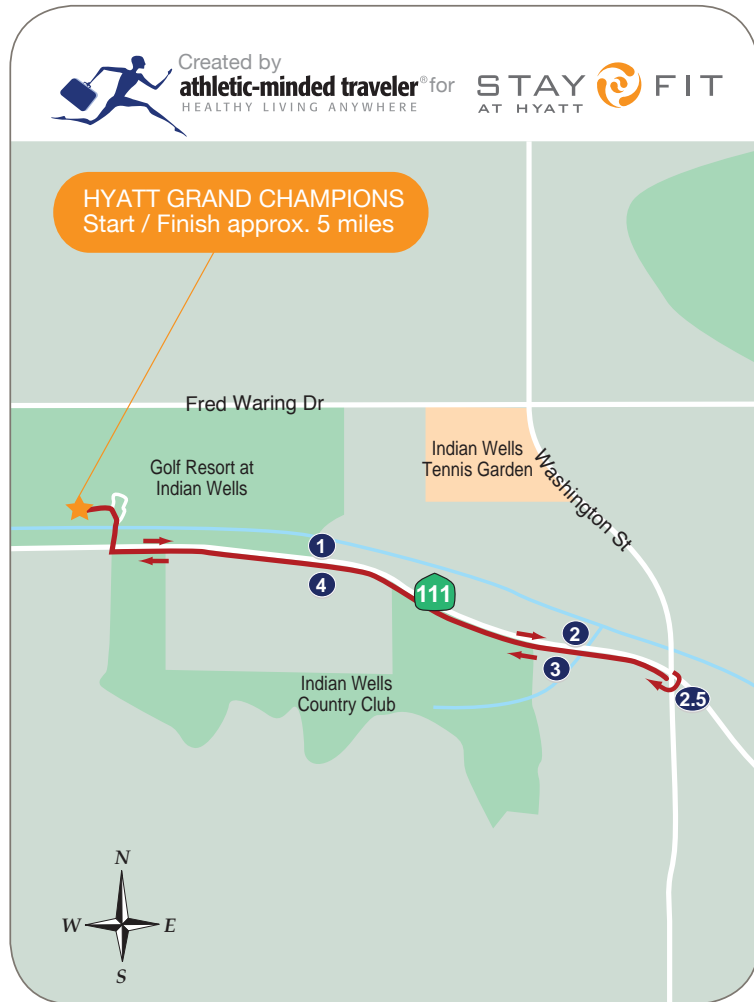 Created by
athletic-minded traveler® for
HEALTHY LIVING ANYWHERE
STAY FIT
AT HYATT
HYATT GRAND CHAMPIONS
Start / Finish approx. 5 miles
Fred Waring Dr
Golf Resort at
Indian Wells
Indian Wells
Tennis Garden
Washington St
1
4
111
2
3
2.5
Indian Wells
Country Club
N
W E
S